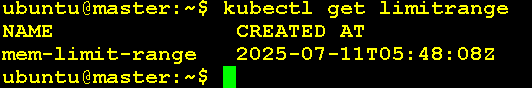 ubuntu@master:~$ kubectl get limitrange
NAME CREATED AT
mem-limit-range 2025-07-11T05:48:08Z
ubuntu@master:~$